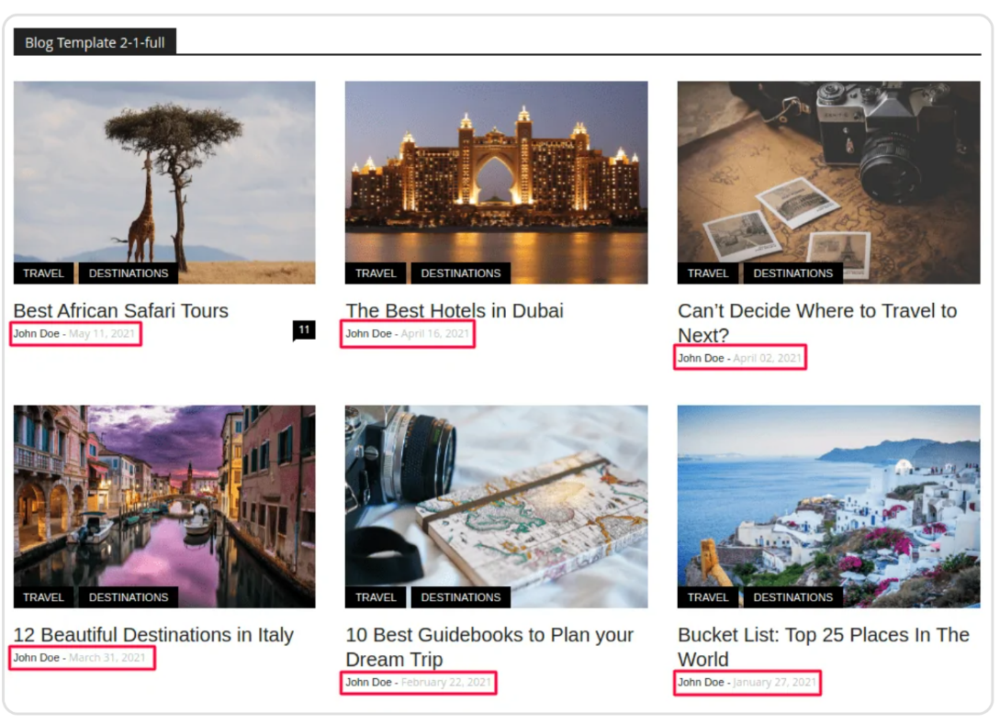 Blog Template 2-1-full
TRAVEL DESTINATIONS
Best African Safari Tours
John Doe - May 11, 2021
11
TRAVEL DESTINATIONS
The Best Hotels in Dubai
John Doe - April 16, 2021
TRAVEL DESTINATIONS
Can’t Decide Where to Travel to
Next?
John Doe - April 02, 2021
TRAVEL DESTINATIONS
12 Beautiful Destinations in Italy
John Doe - March 31, 2021
TRAVEL DESTINATIONS
10 Best Guidebooks to Plan your
Dream Trip
John Doe - February 22, 2021
TRAVEL DESTINATIONS
Bucket List: Top 25 Places In The
World
John Doe - January 27, 2021